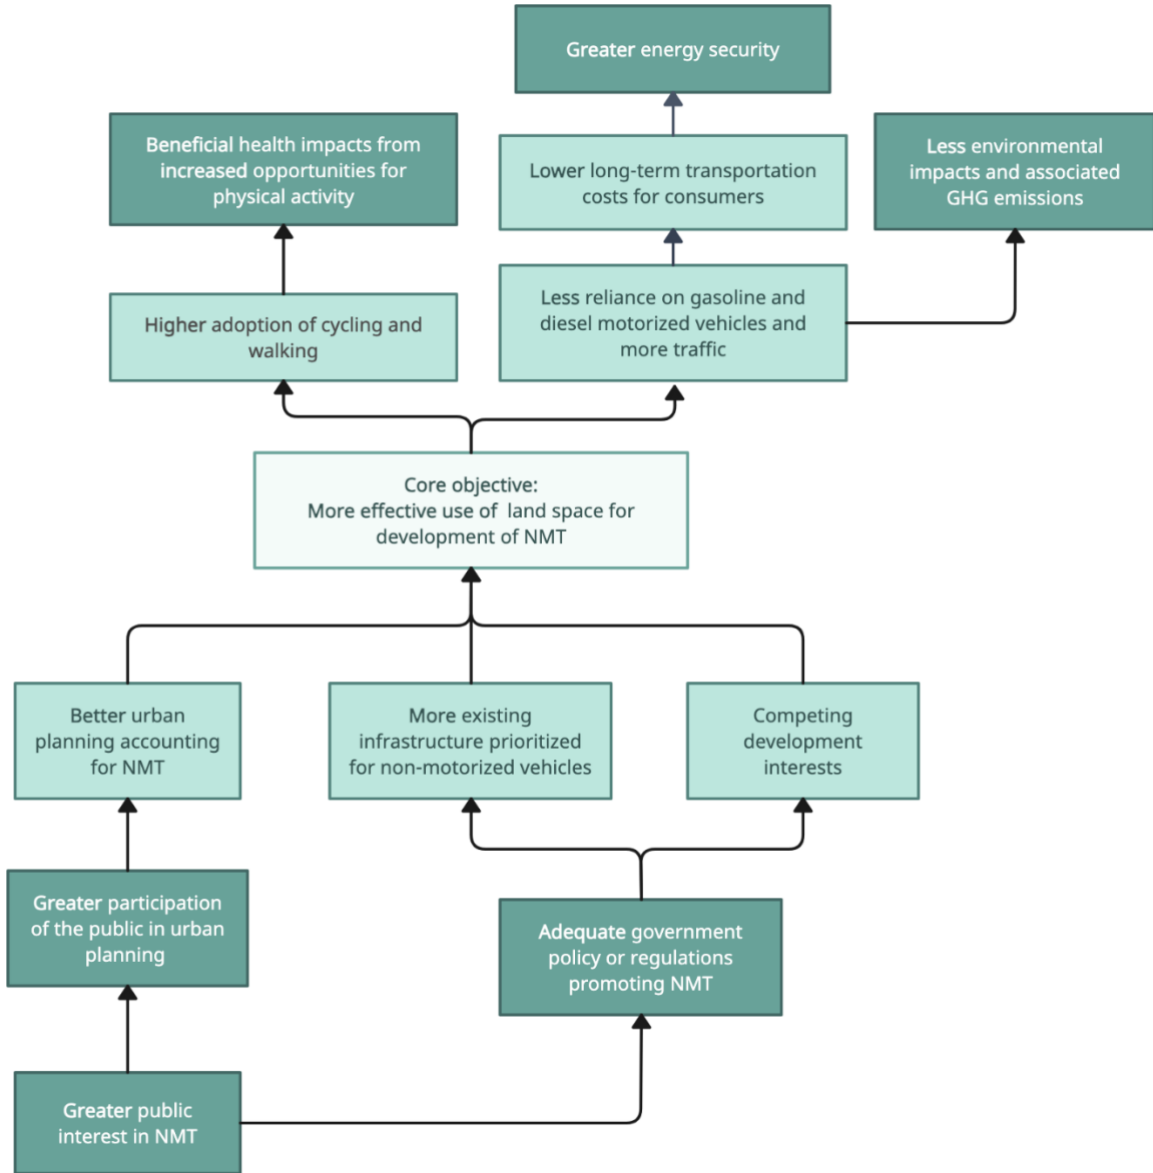 Greater energy security
Beneficial health impacts from
increased opportunities for
physical activity
Lower long-term transportation
costs for consumers
Less environmental
impacts and associated
GHG emissions
Higher adoption of cycling and
walking
Less reliance on gasoline and
diesel motorized vehicles and
more traffic
Core objective:
More effective use of land space for
development of NMT
Better urban
planning accounting
for NMT
More existing
infrastructure prioritized
for non-motorized vehicles
Competing
development
interests
Greater participation
of the public in urban
planning
Adequate government
policy or regulations
promoting NMT
Greater public
interest in NMT